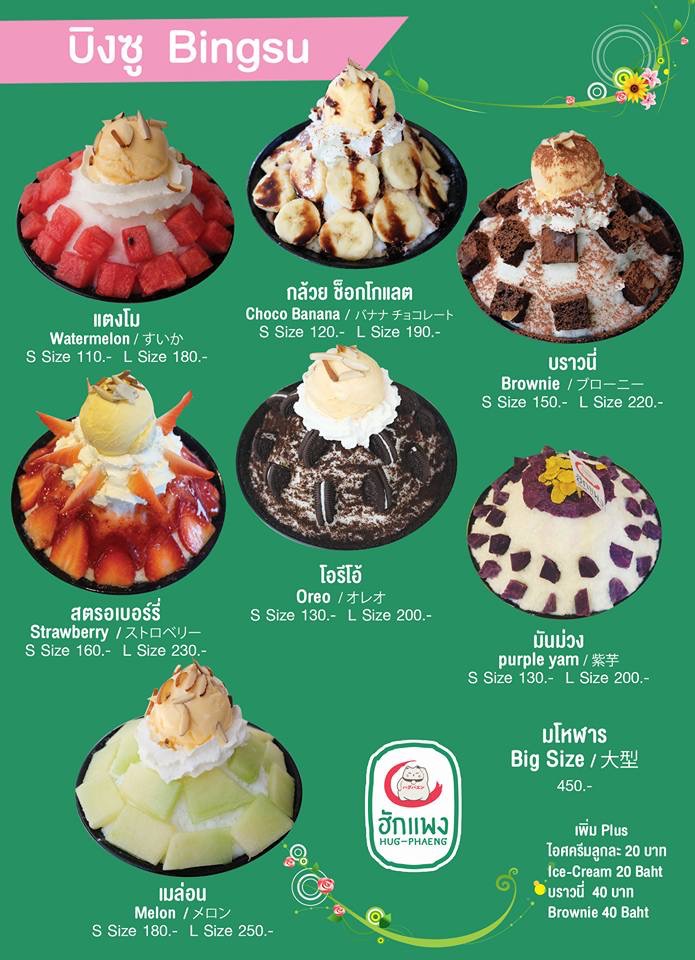 บิงซู Bingsu
แตงโม
Watermelon / すいか
S Size 110.- L Size 180.-
กล้วย ช็อกโกแลต
Choco Banana / バナナ チョコレート
S Size 120.- L Size 190.-
บราวนี่
Brownie / ブローニー
S Size 150.- L Size 220.-
สตรอเบอร์รี่
Strawberry / ストロベリー
S Size 160.- L Size 230.-
โอรีโอ้
Oreo / オレオ
S Size 130.- L Size 200.-
มันม่วง
purple yam / 紫芋
S Size 130.- L Size 200.-
เมล่อน
Melon / メロン
S Size 180.- L Size 250.-
ฮักแพง
HUG-PHAENG
มโหฬาร
Big Size / 大型
450.-
เพิ่ม Plus
ไอศครีมลูกละ 20 บาท
Ice-Cream 20 Baht
บราวนี่ 40 บาท
Brownie 40 Baht